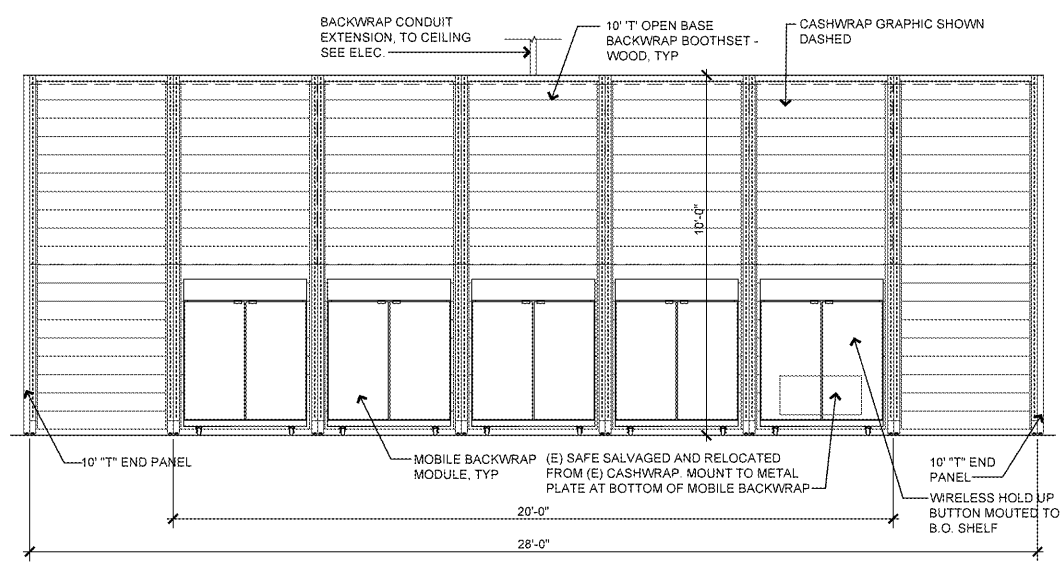 BACKWRAP CONDUIT
EXTENSION, TO CEILING
SEE ELEC.
10' 'T' OPEN BASE
BACKWRAP BOOTHSET -
WOOD, TYP
CASHWRAP GRAPHIC SHOWN
DASHED
10'-0"
10' "T" END PANEL
MOBILE BACKWRAP
MODULE, TYP
(E) SAFE SALVAGED AND RELOCATED
FROM (E) CASHWRAP. MOUNT TO METAL
PLATE AT BOTTOM OF MOBILE BACKWRAP
10' "T" END
PANEL
WIRELESS HOLD UP
BUTTON MOUTED TO
B.O. SHELF
20'-0"
28'-0"